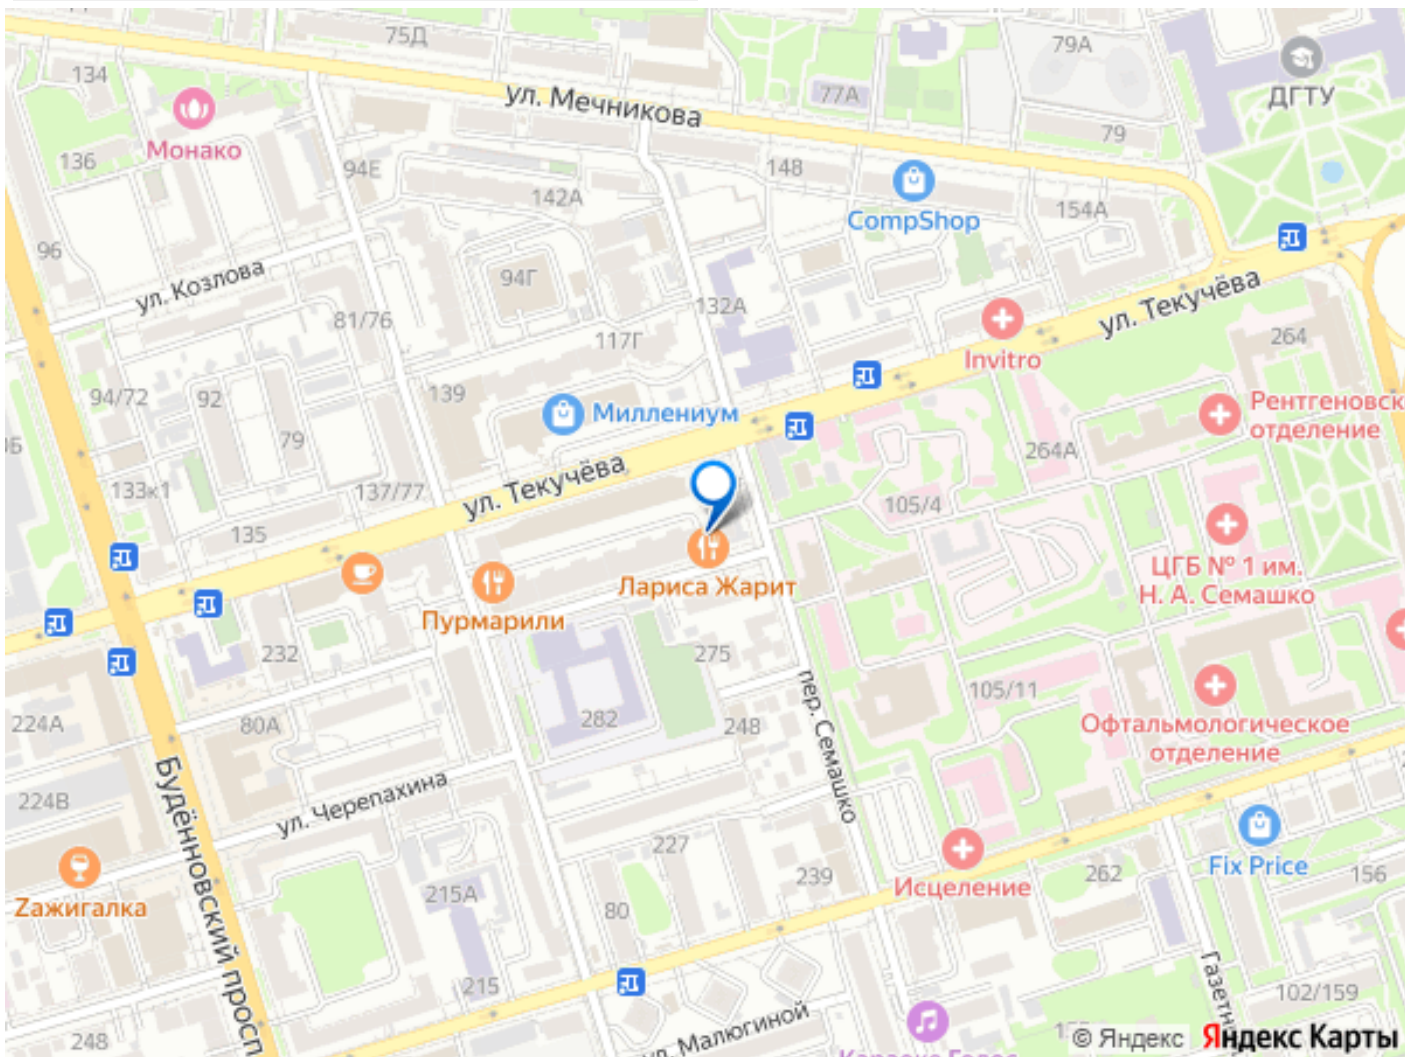 75Д
79А
134
ДГТУ
ул. Мечникова
77А
79
Монако
136
94Е
148
142А
154А
CompShop
96
ул. Козлова
94Г
132А
81/76
ул. Текучёва
117Г
Invitro
264
94/72
92
139
Миллениум
Рентгеновск
отделение
79
264А
133к1
137/77
ул. Текучёва
105/4
135
ЦГБ № 1 им.
Н. А. Семашко
Лариса Жарит
Пурмарили
232
275
105/11
пер. Семашко
224А
80А
282
248
Офтальмологическое
отделение
224В
Будённовский просп
ул. Черепахина
227
Fix Price
239
Исцеление
262
156
Zажигалка
215А
80
215
Газетн
102/159
248
ул. Малюгиной
© Яндекс Яндекс Карты